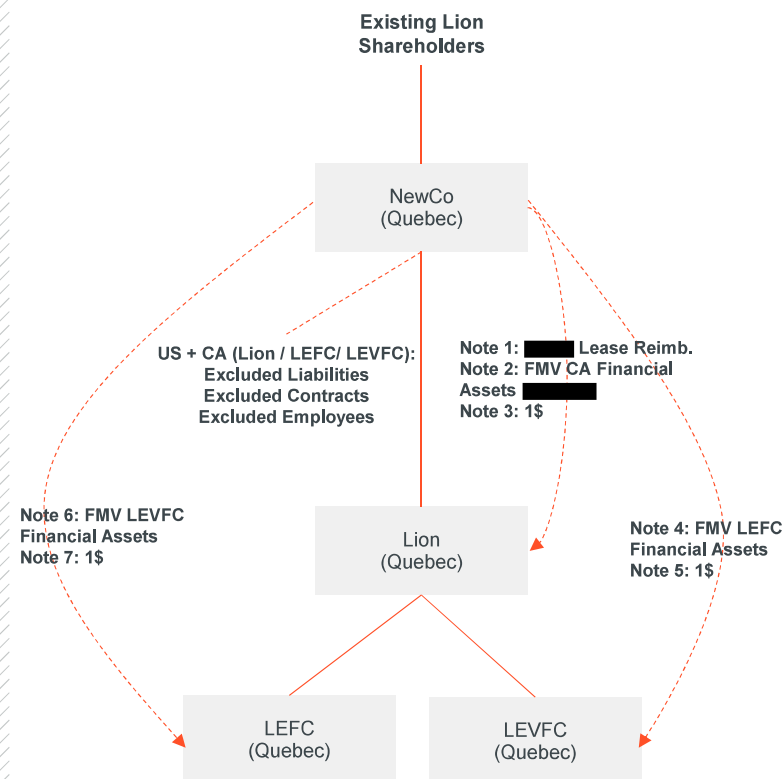 Existing Lion
Shareholders
NewCo
(Quebec)
US + CA (Lion / LEFC/ LEVFC):
Excluded Liabilities
Excluded Contracts
Excluded Employees
Note 1: Lease Reimb.
Note 2: FMV CA Financial
Assets
Note 3: 1$
Note 6: FMV LEVFC
Financial Assets
Note 7: 1$
Lion
(Quebec)
Note 4: FMV LEFC
Financial Assets
Note 5: 1$
LEFC
(Quebec)
LEVFC
(Quebec)